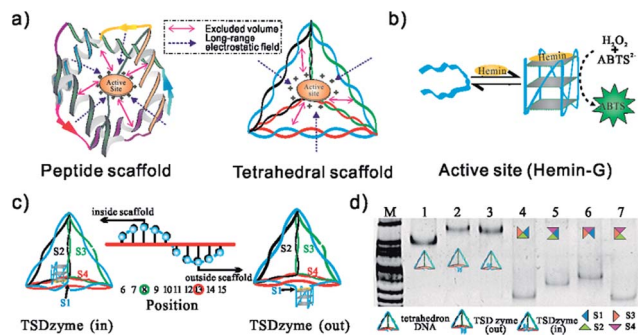 a)
Excluded volume
Long-range
electrostatic field
Active
Site
Peptide scaffold
Active
site
Tetrahedral scaffold
b)
Hemin
Hemin
H₂O₂
+
ABTS²⁻
ABTS
Active site (Hemin-G)
c)
inside scaffold
S2
S3
S4
S1
outside scaffold
6 7 8 9 10 11 12 13 14 15
Position
S2
S3
S4
S1
TSDzyme (in)
TSDzyme (out)
d)
M 1 2 3 4 5 6 7
tetrahedron
DNA
TSD zyme
(out)
TSDzyme
(in)
S1
S3
S2
S4